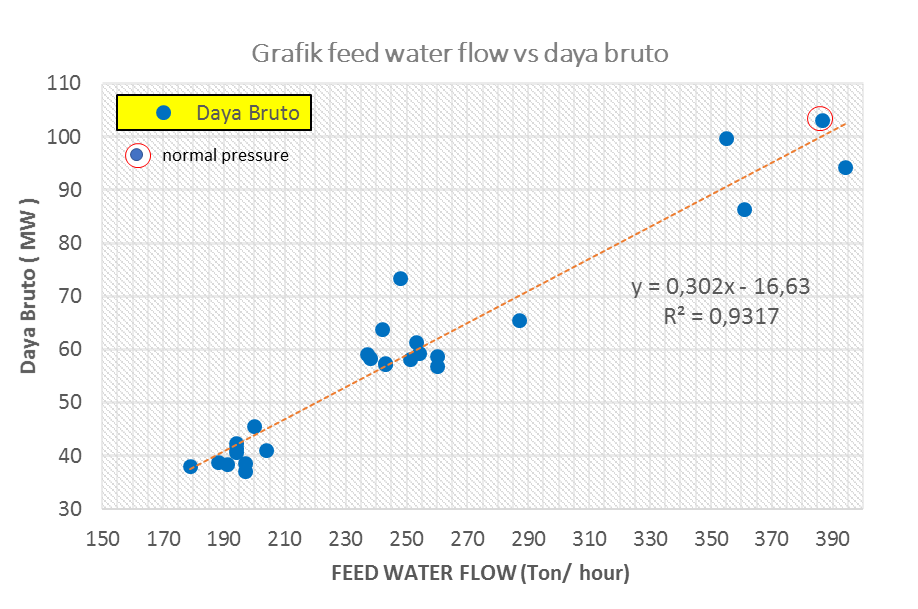 Grafik feed water flow vs daya bruto
110
100
90
80
70
60
50
40
30
Daya Bruto ( MW )
Daya Bruto
normal pressure
y = 0,302x - 16,63
R² = 0,9317
150 170 190 210 230 250 270 290 310 330 350 370 390
FEED WATER FLOW (Ton/ hour)